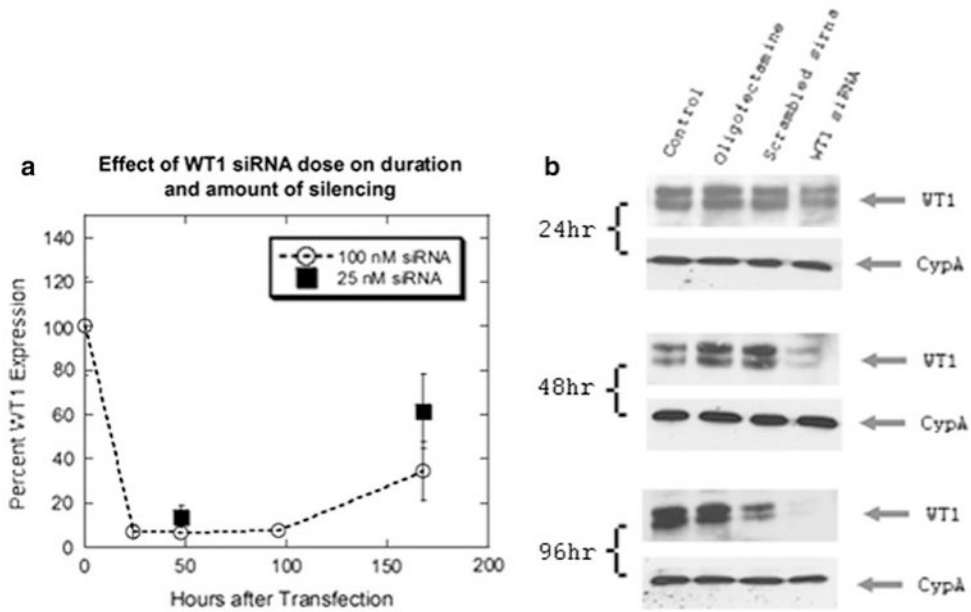 a
Effect of WT1 siRNA dose on duration
and amount of silencing
140
120
100
80
60
40
20
0
0
50
100
150
200
Percent WT1 Expression
Hours after Transfection
100 nM siRNA
25 nM siRNA
b
Control
Oligofectamine
Scrambled sirna
WT1 siRNA
24hr
WT1
CypA
48hr
WT1
CypA
96hr
WT1
CypA